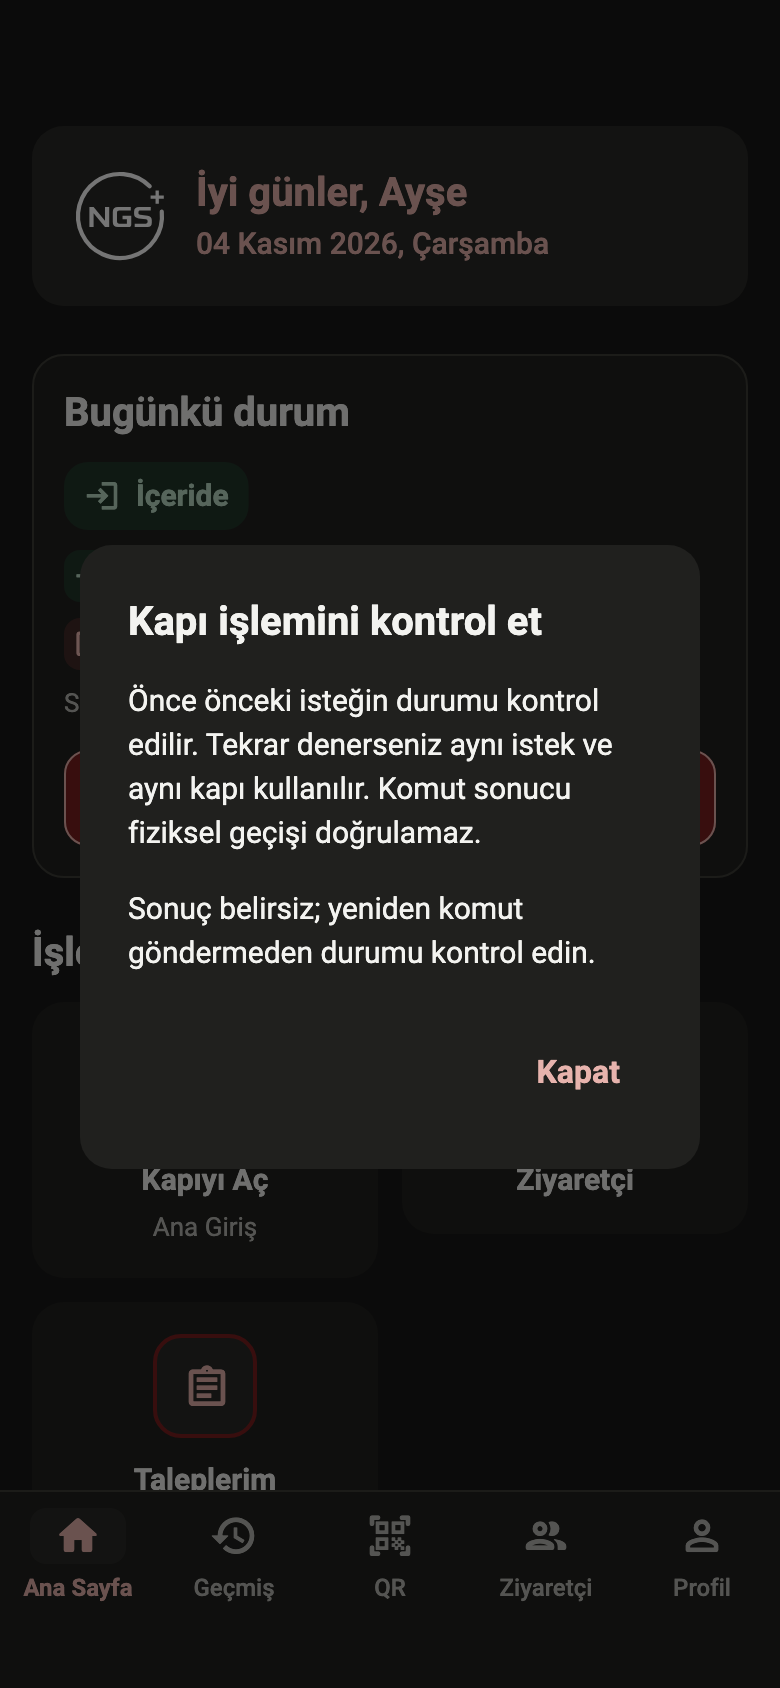 NGS+
İyi günler, Ayşe
04 Kasım 2026, Çarşamba
Bugünkü durum
İçeride
Kapı işlemini kontrol et
Önce önceki isteğin durumu kontrol
edilir. Tekrar denerseniz aynı istek ve
aynı kapı kullanılır. Komut sonucu
fiziksel geçişi doğrulamaz.
Sonuç belirsiz; yeniden komut
göndermeden durumu kontrol edin.
Kapat
Kapıyı Aç
Ana Giriş
Ziyaretçi
Taleplerim
Ana Sayfa
Geçmiş
QR
Ziyaretçi
Profil